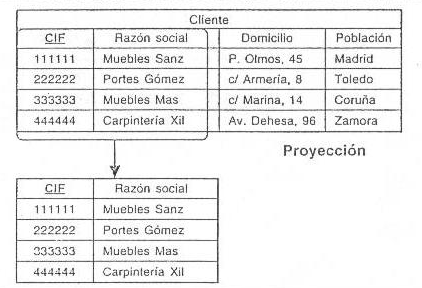 Cliente
CIF Razón social Domicilio Población
111111 Muebles Sanz P. Olmos, 45 Madrid
222222 Portes Gómez c/ Armería, 8 Toledo
333333 Muebles Mas c/ Marina, 14 Coruña
444444 Carpintería Xil Av. Dehesa, 96 Zamora
Proyección
CIF Razón social
111111 Muebles Sanz
222222 Portes Gómez
333333 Muebles Mas
444444 Carpintería Xil